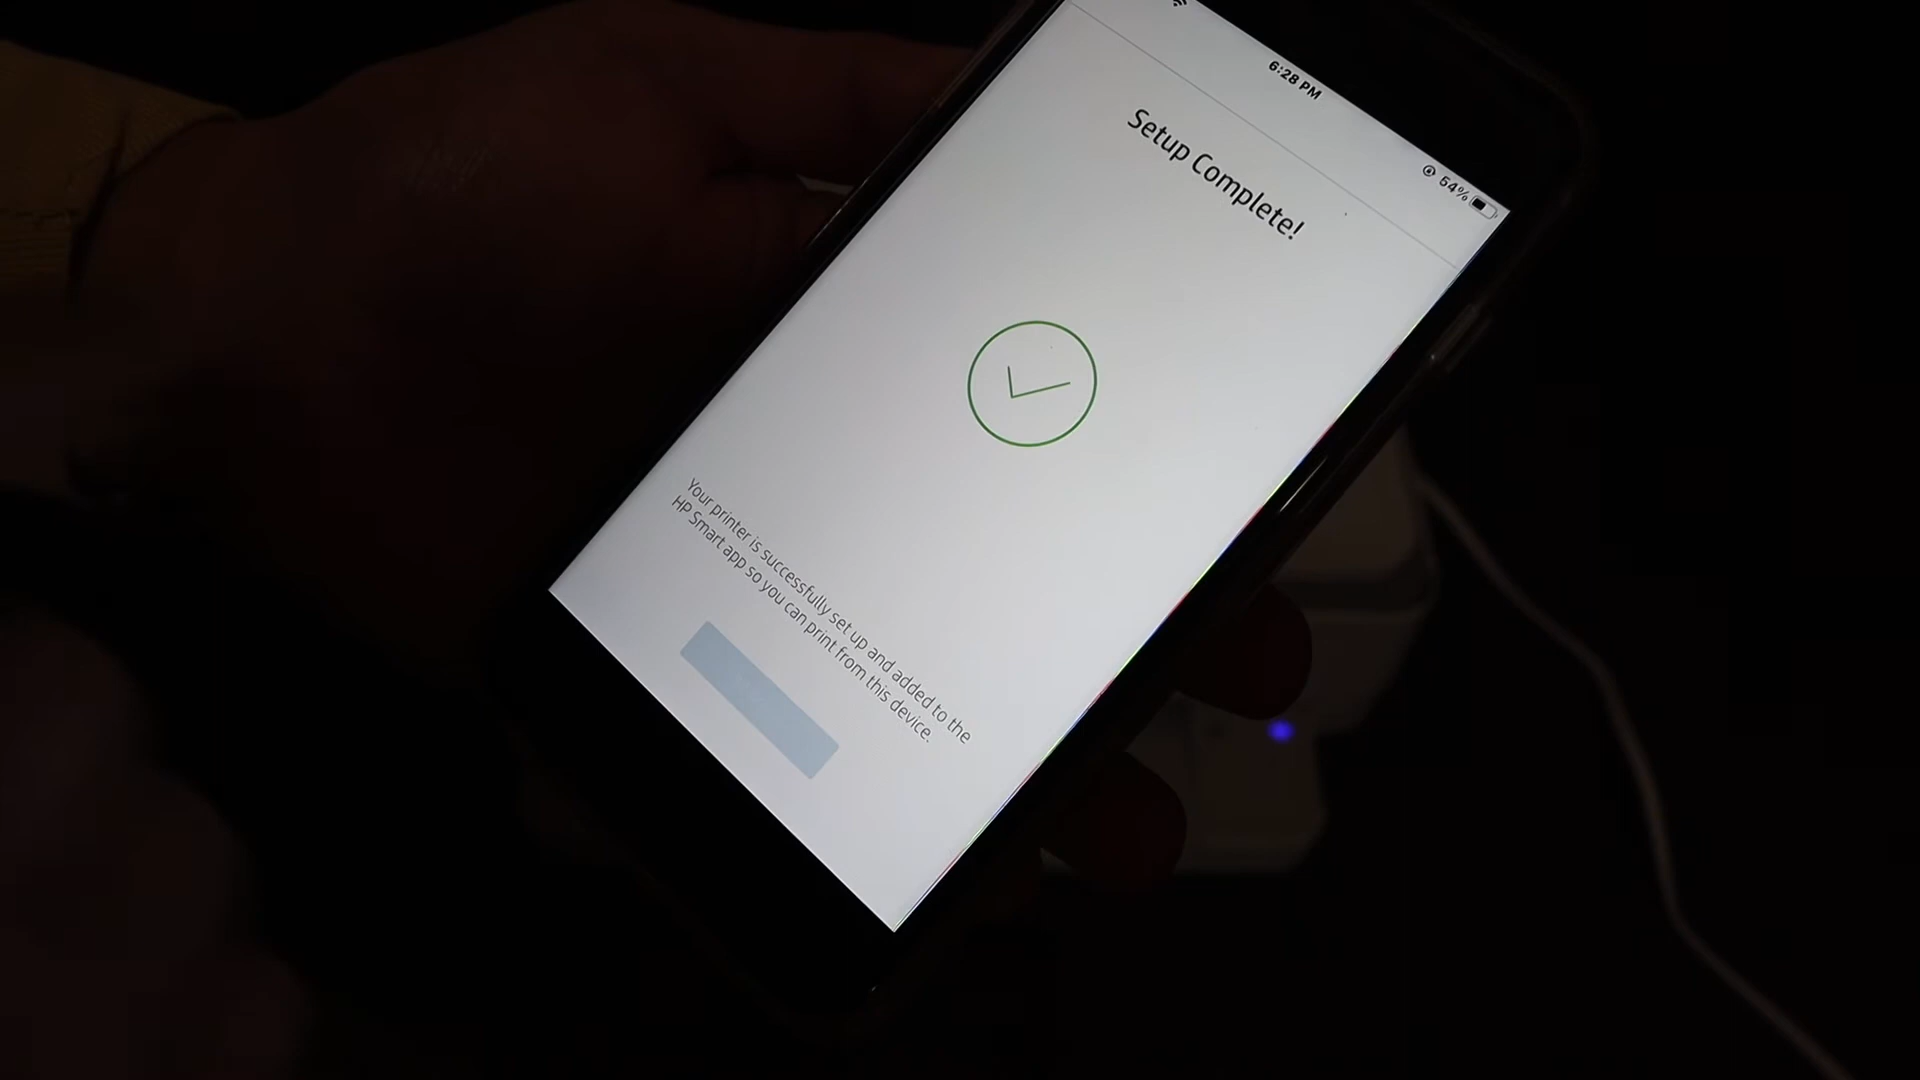 6:28 PM
54%
Setup Complete!
Your printer is successfully set up and added to the
HP Smart app so you can print from this device.